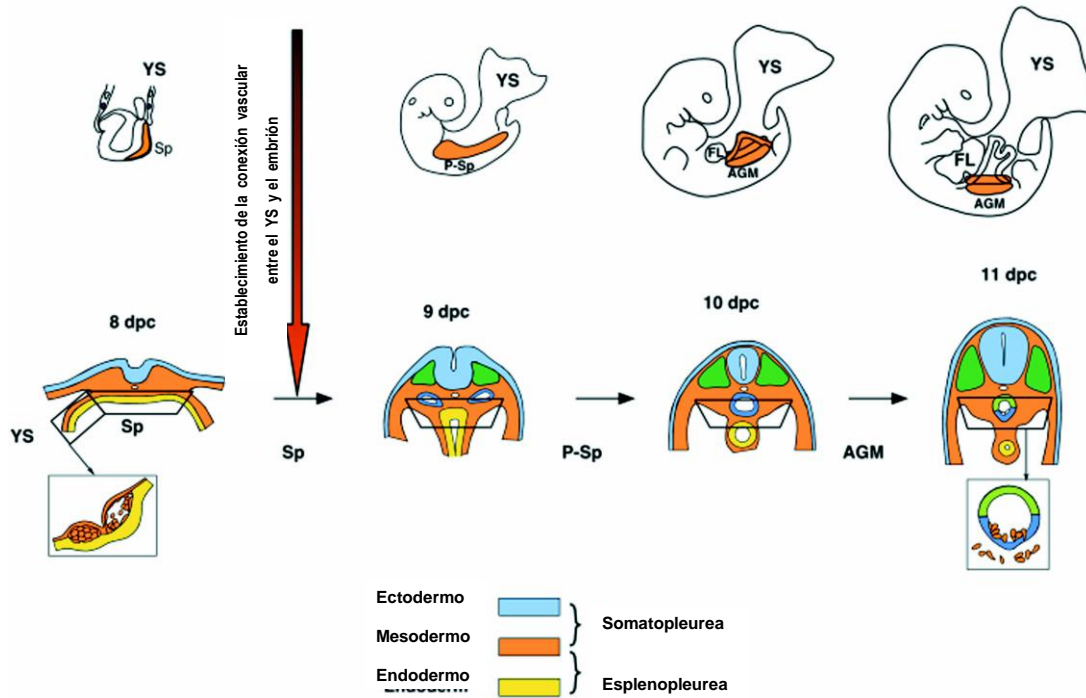 YS
Sp
Establecimiento de la conexión vascular
entre el YS y el embrión
YS
P-Sp
YS
FL
AGM
YS
FL
AGM
8 dpc
9 dpc
10 dpc
11 dpc
YS
Sp
Sp
P-Sp
AGM
Ectodermo
Mesodermo
Endodermo
Somatopleurea
Esplenopleurea